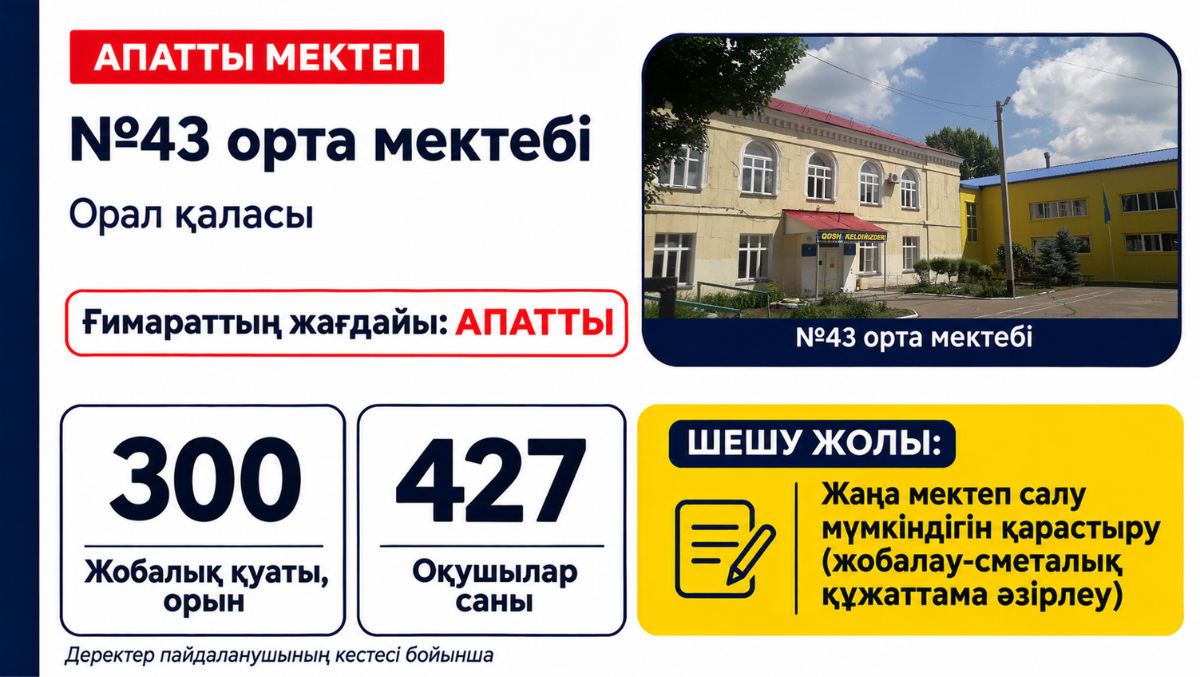 АПАТТЫ МЕКТЕП
№43 орта мектебі
Орал қаласы
Ғимараттың жағдайы: АПАТТЫ
QOSH KELDIŃIZDER!
№43 орта мектебі
300
Жобалық қуаты,
орын
427
Оқушылар
саны
ШЕШУ ЖОЛЫ:
Жаңа мектеп салу
мүмкіндігін қарастыру
(жобалау-сметалық
құжаттама әзірлеу)
Деректер пайдаланушының кестесі бойынша